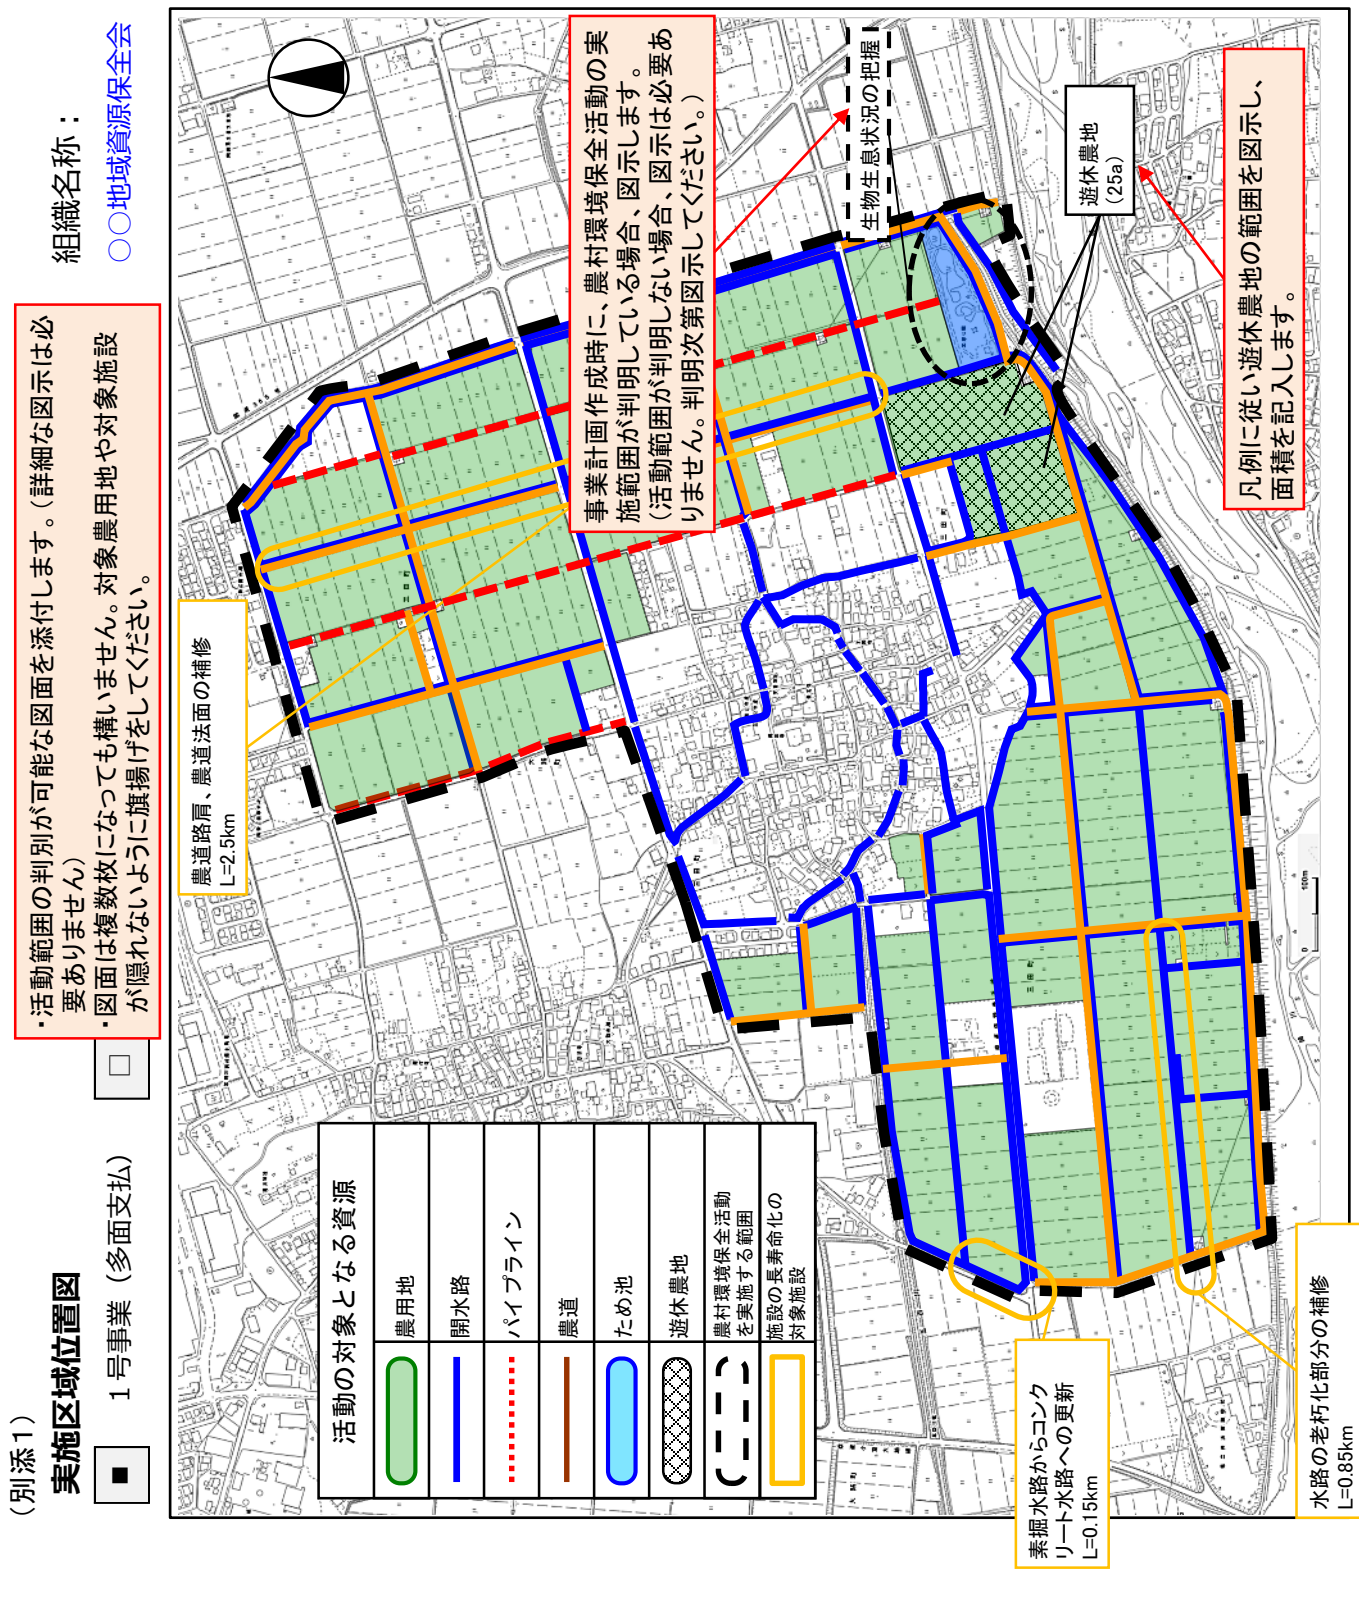 （別添１）
実施区域位置図
■
１号事業（多面支払）
□
・活動範囲の判別が可能な図面を添付します。（詳細な図示は必
要ありません）
・図面は複数枚になっても構いません。対象農用地や対象施設
が隠れないように旗揚げをしてください。
組織名称：
○○地域資源保全会
農道路肩、農道法面の補修
L=2.5km
事業計画作成時に、農村環境保全活動の実
施範囲が判明している場合、図示します。
（活動範囲が判明しない場合、図示は必要あ
りません。判明次第図示してください。）
生物生息状況の把握
遊休農地
（25a）
凡例に従い遊休農地の範囲を図示し、
面積を記入します。
活動の対象となる資源
農用地
開水路
パイプライン
農道
ため池
遊休農地
農村環境保全活動
を実施する範囲
施設の長寿命化の
対象施設
素掘水路からコンク
リート水路への更新
L=0.15km
水路の老朽化部分の補修
L=0.85km
0 100m